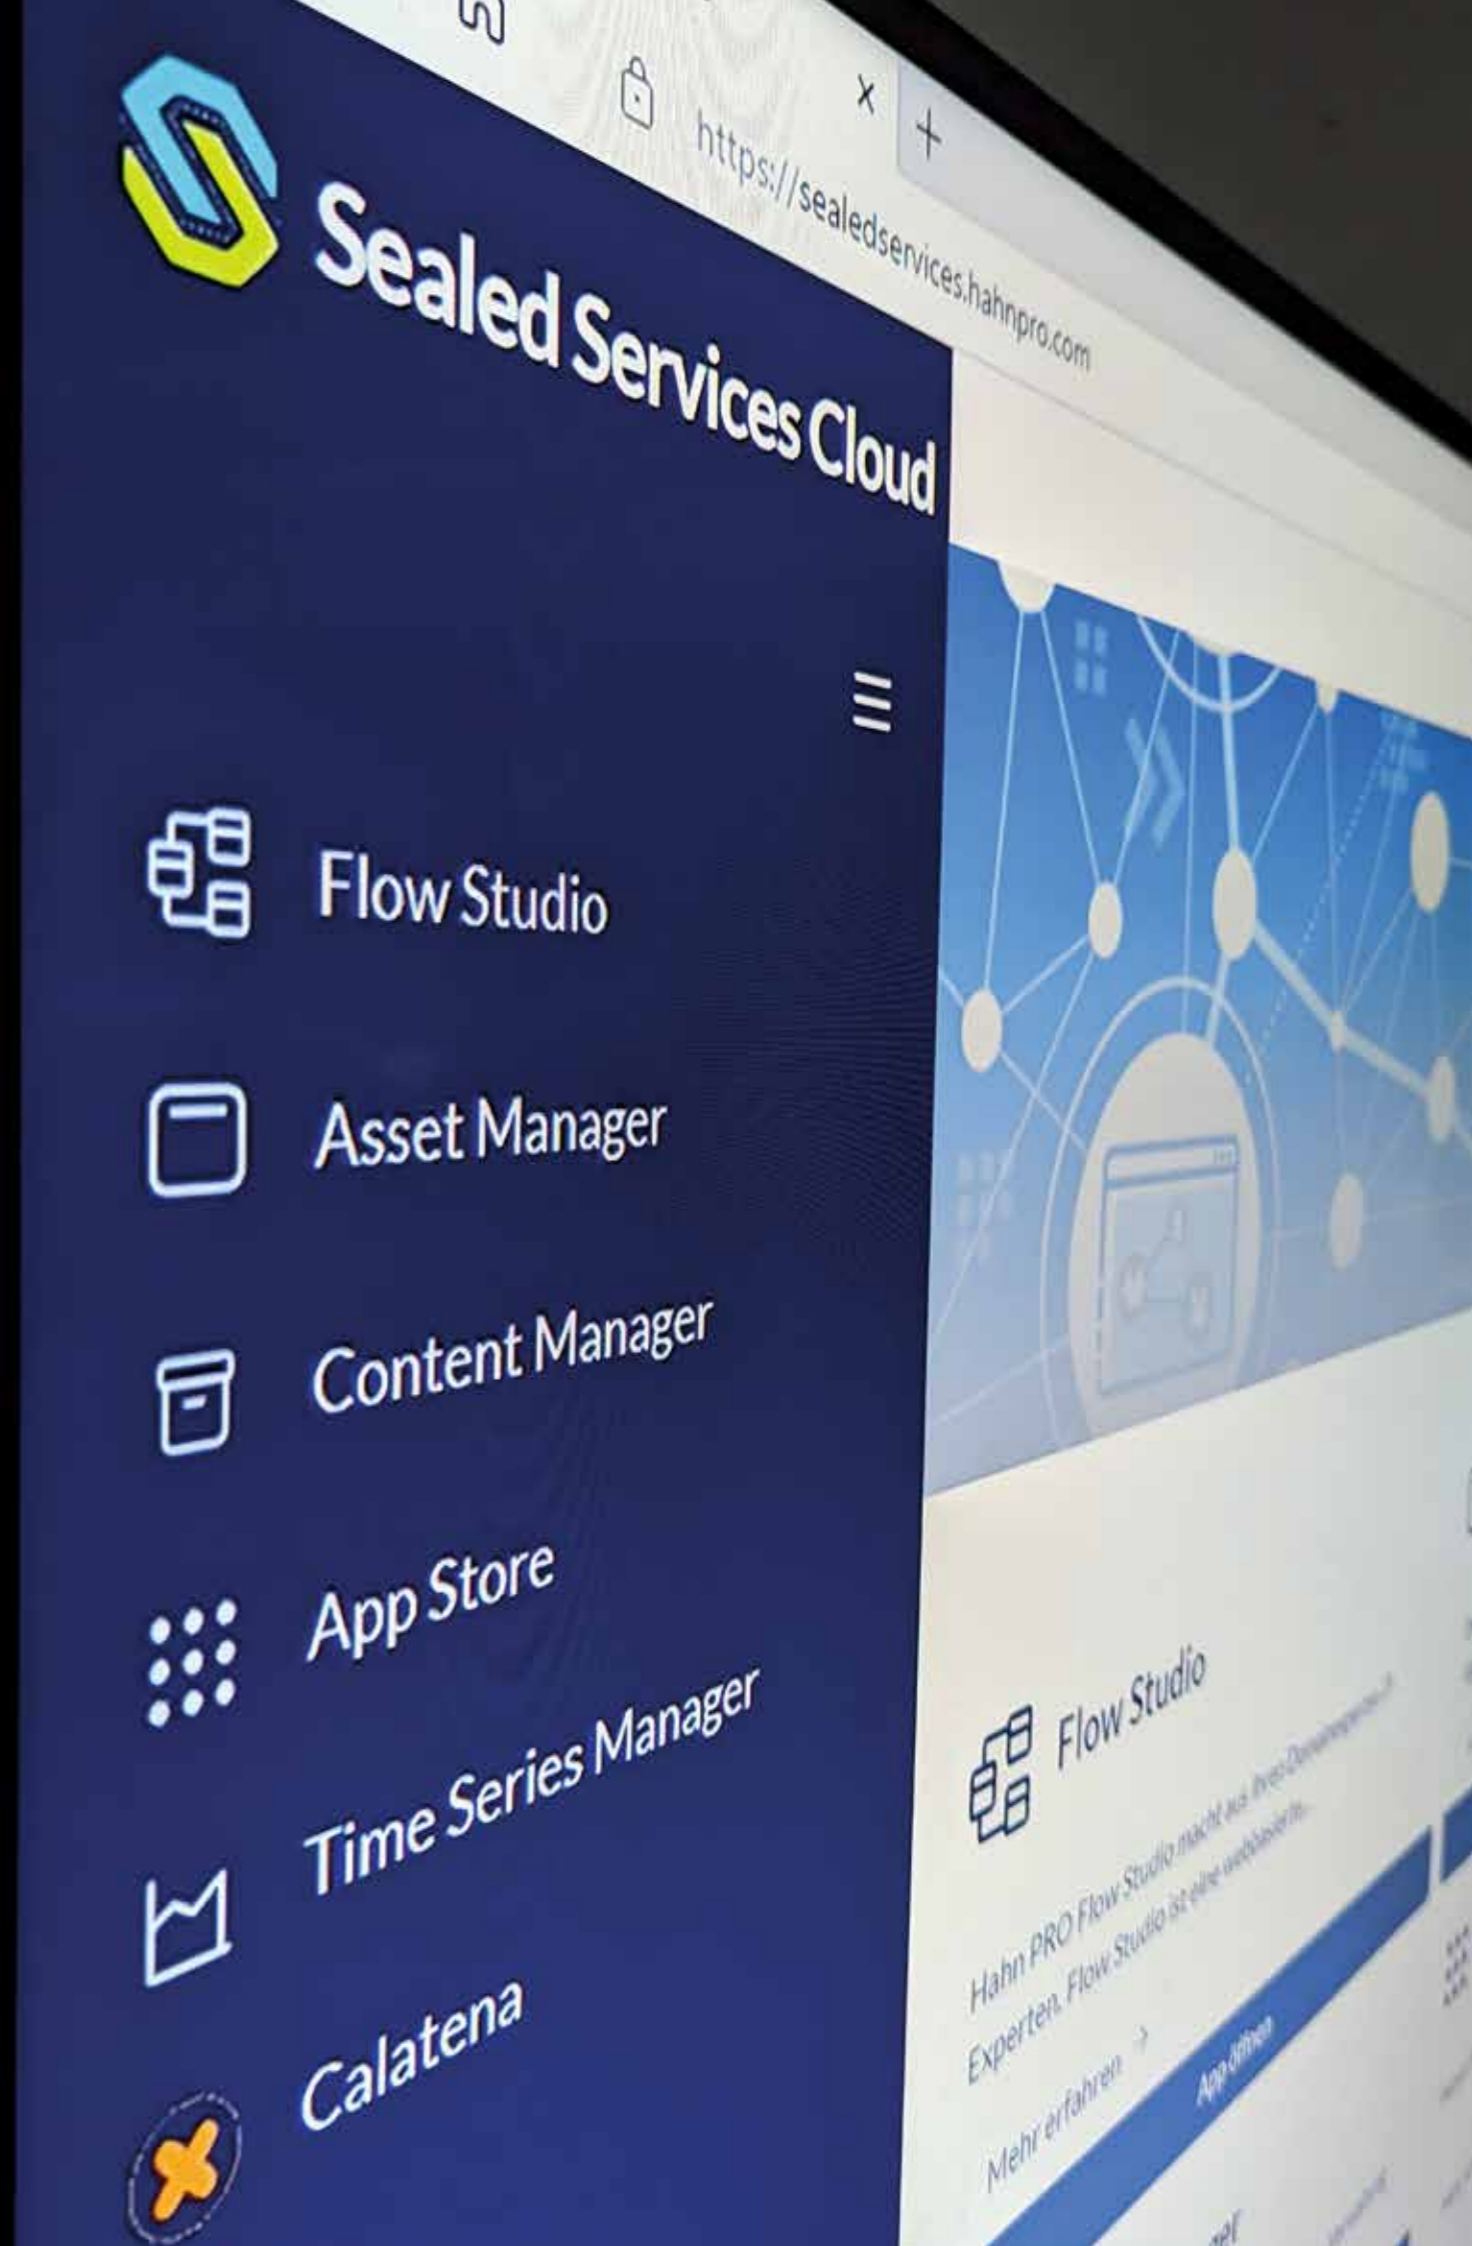 https://sealedservices.hahnpro.com
Sealed Services Cloud
Flow Studio
Asset Manager
Content Manager
App Store
Time Series Manager
Calatena
Flow Studio
Hahn PRO Flow Studio macht aus Ihren
Experten. Flow Studio ist eine webbasierte...
Mehr erfahren →
App öffnen